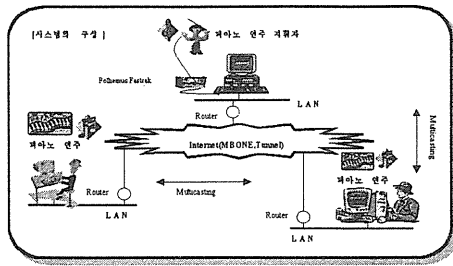 [시스템의 구성 ]
피아노 연주 지휘자
Polhemus Fastrak
LAN
Router
Internet(MBONE,Tunnel)
Multicasting
피아노 연주
피아노 연주
Router
Multicasting
LAN
Router
LAN